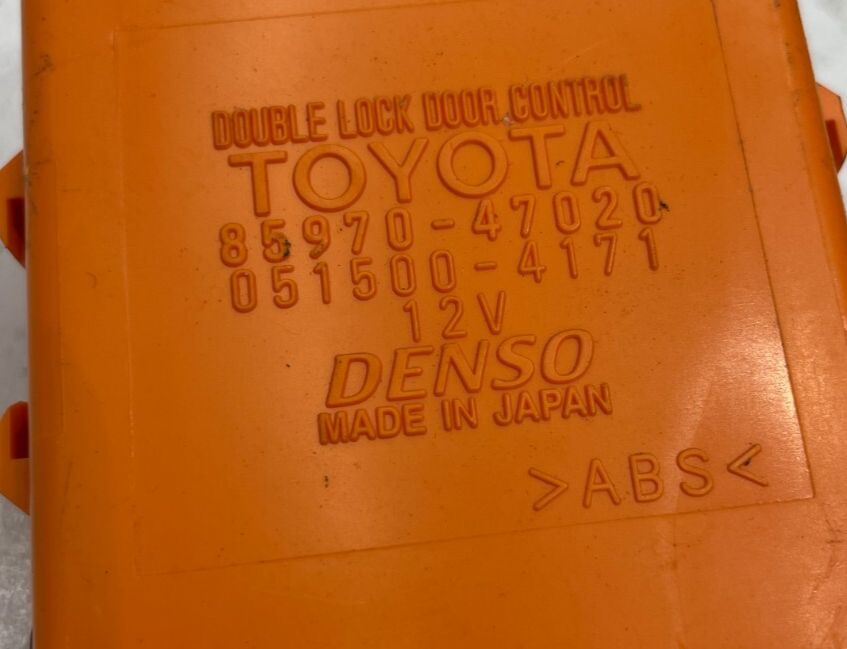 DOUBLE LOCK DOOR CONTROL
TOYOTA
85970-47020
051500-4171
12V
DENSO
MADE IN JAPAN
>ABS<